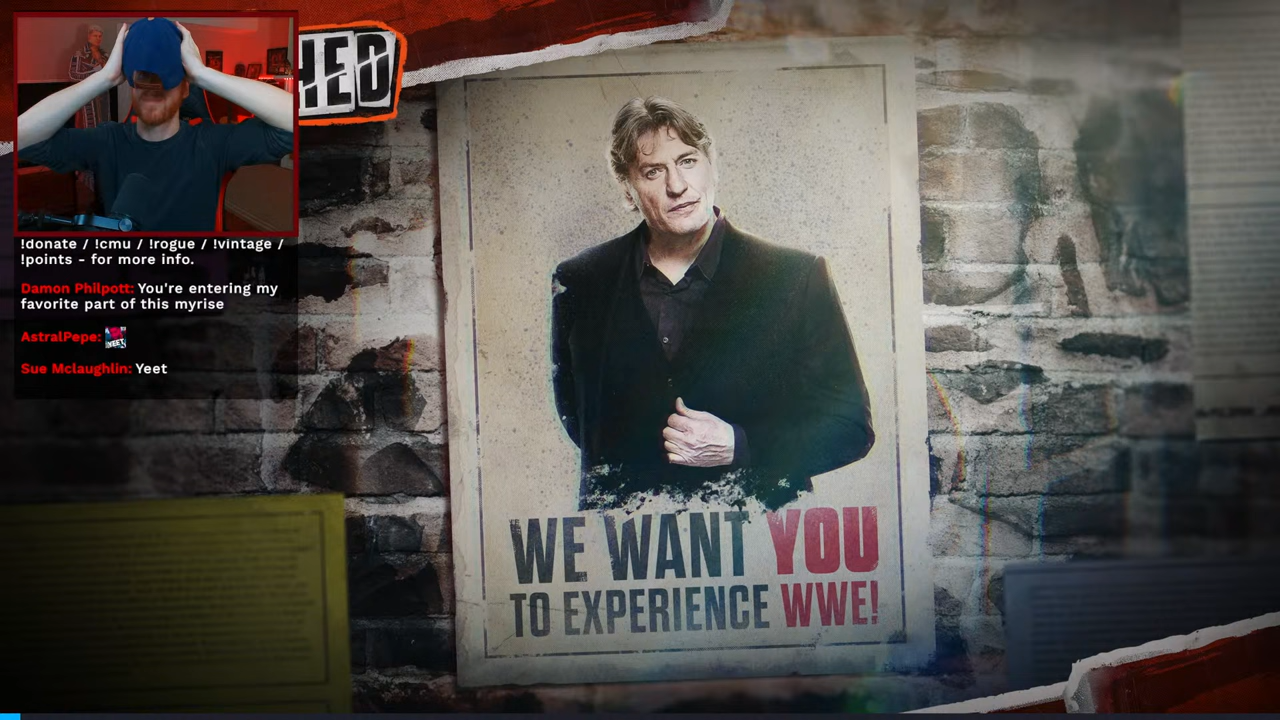 HED
!donate / !cmu / !rogue / !vintage /
!points - for more info.
Damon Philpott: You're entering my
favorite part of this myrise
AstralPepe:
Sue Mclaughlin: Yeet
WE WANT YOU
TO EXPERIENCE WWE!